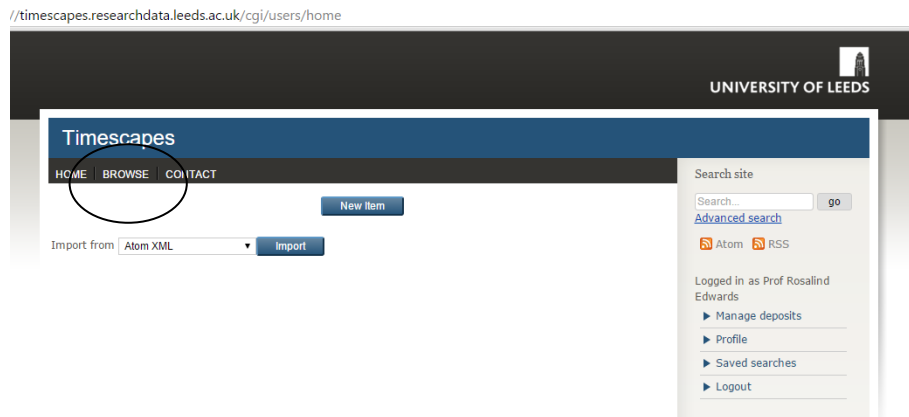 //timescapes.researchdata.leeds.ac.uk/cgi/users/home
UNIVERSITY OF LEEDS
Timescapes
HOME BROWSE CONTACT
New Item
Import from Atom XML Import
Search site
Search... go
Advanced search
Atom RSS
Logged in as Prof Rosalind
Edwards
Manage deposits
Profile
Saved searches
Logout